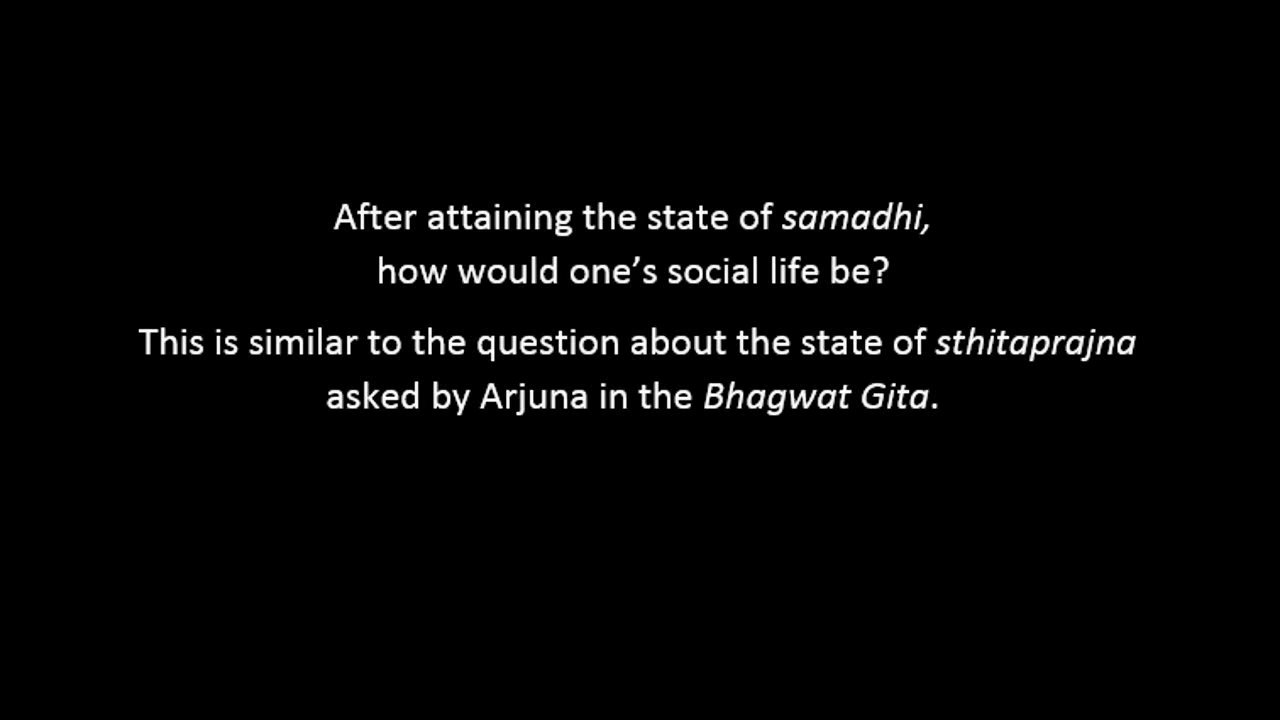 After attaining the state of samadhi,
how would one’s social life be?
This is similar to the question about the state of sthitaprajna
asked by Arjuna in the Bhagwat Gita.